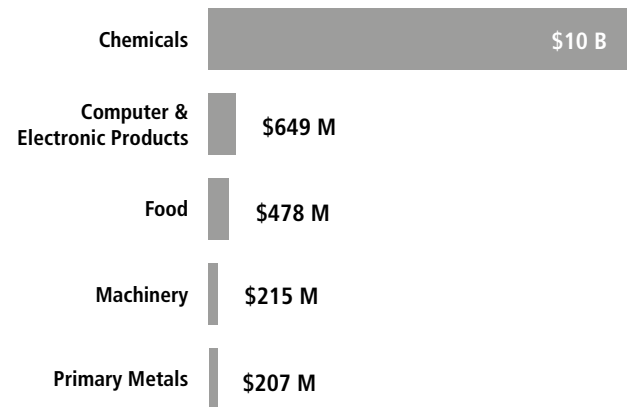 Chemicals
$10 B
Computer &
Electronic Products
$649 M
Food
$478 M
Machinery
$215 M
Primary Metals
$207 M